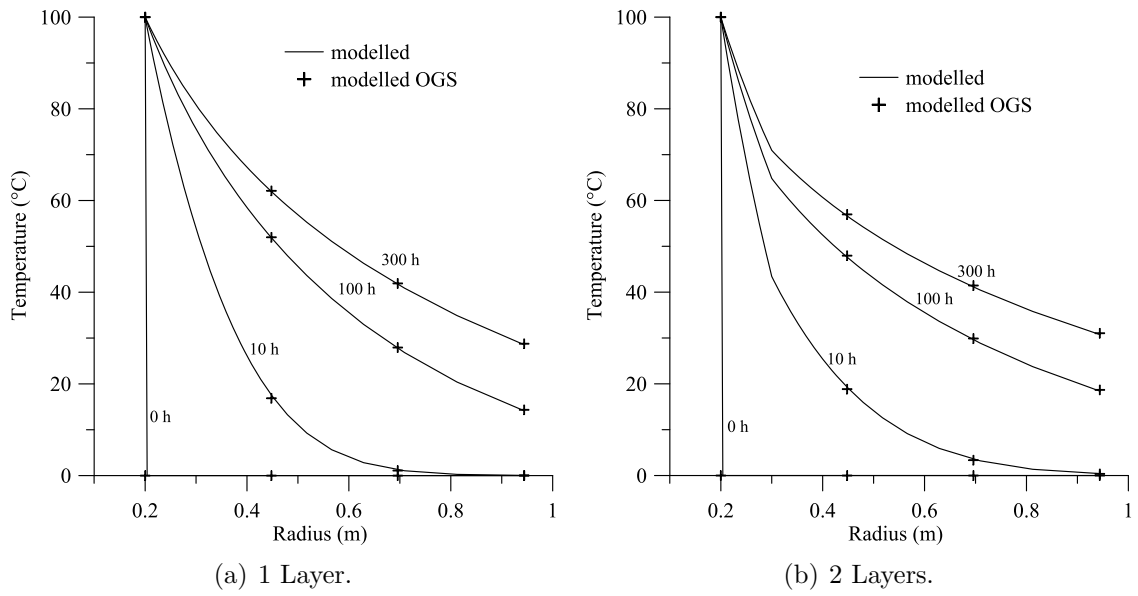 100
80
60
40
20
0
Temperature (°C)
modelled
modelled OGS
300 h
100 h
10 h
0 h
0.2 0.4 0.6 0.8 1
Radius (m)
(a) 1 Layer.
100
80
60
40
20
0
Temperature (°C)
modelled
modelled OGS
300 h
100 h
10 h
0 h
0.2 0.4 0.6 0.8 1
Radius (m)
(b) 2 Layers.